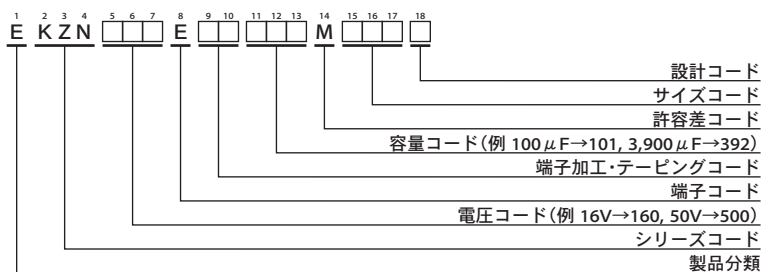 1 2 3 4 5 6 7 8 9 10 11 12 13 14 15 16 17 18
E K Z N □□□ E □□ □□□ M □□□ □
設計コード
サイズコード
許容差コード
容量コード(例 100μF→101, 3,900μF→392)
端子加工・テーピングコード
端子コード
電圧コード(例 16V→160, 50V→500)
シリーズコード
製品分類